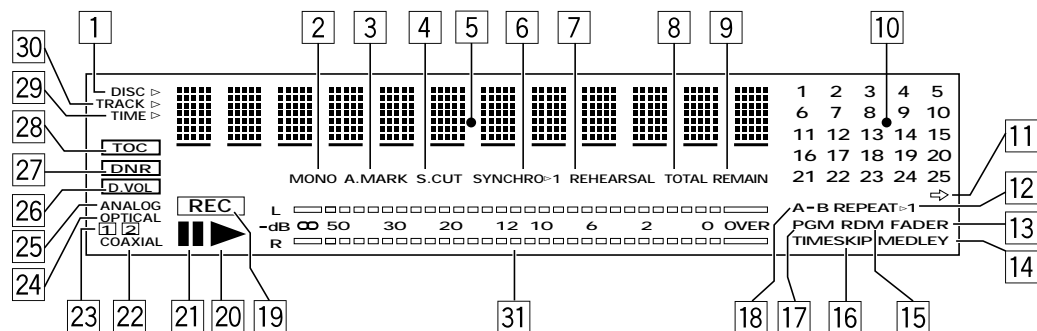 1 2 3 4 5 6 7 8 9 10
30
29
28
27
26
25
24
DISC ▷
TRACK ▷
TIME ▷
TOC
DNR
D.VOL
ANALOG
OPTICAL
1 2
COAXIAL
MONO A.MARK S.CUT SYNCHRO▷1 REHEARSAL TOTAL REMAIN
REC
L
-dB ∞ 50 30 20 12 10 6 2 0 OVER
R
1 2 3 4 5
6 7 8 9 10
11 12 13 14 15
16 17 18 19 20
21 22 23 24 25
⇨
A-B REPEAT▷1
PGM RDM FADER
TIMESKIP MEDLEY
11
12
13
14
23 22 21 20 19 31 18 17 16 15